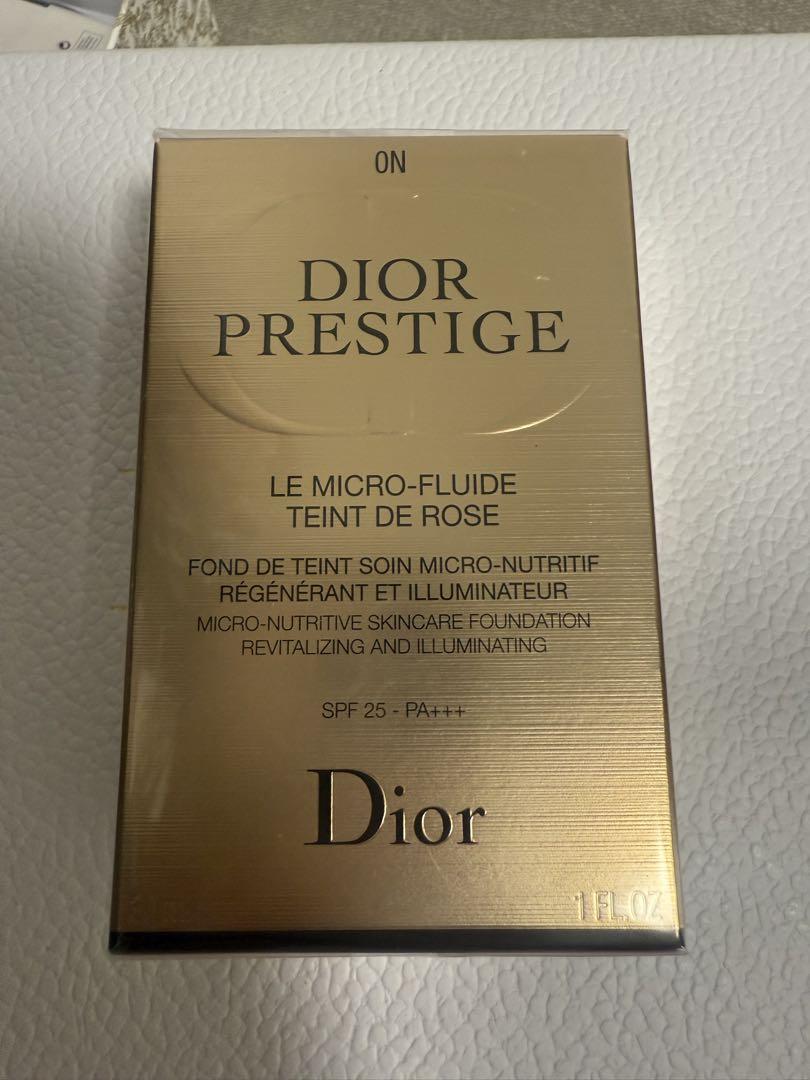 0N
DIOR
PRESTIGE
LE MICRO-FLUIDE
TEINT DE ROSE
FOND DE TEINT SOIN MICRO-NUTRITIF
RÉGÉNÉRANT ET ILLUMINATEUR
MICRO-NUTRITIVE SKINCARE FOUNDATION
REVITALIZING AND ILLUMINATING
SPF 25 - PA+++
Dior
1 FL.OZ